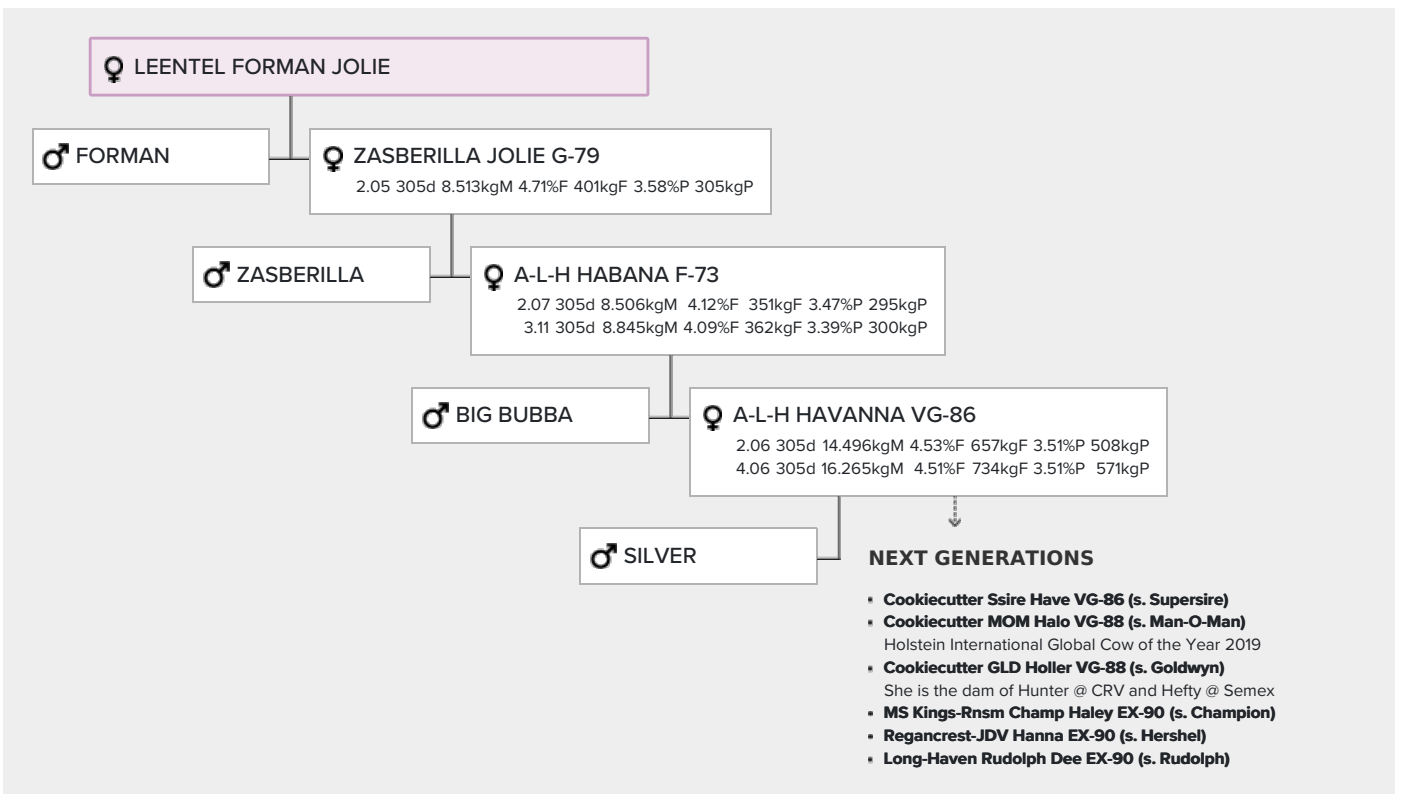 LEENTEL FORMAN JOLIE
FORMAN
ZASBERILLA JOLIE G-79
2.05 305d 8.513kgM 4.71%F 401kgF 3.58%P 305kgP
ZASBERILLA
A-L-H HABANA F-73
2.07 305d 8.506kgM 4.12%F 351kgF 3.47%P 295kgP
3.11 305d 8.845kgM 4.09%F 362kgF 3.39%P 300kgP
BIG BUBBA
A-L-H HAVANNA VG-86
2.06 305d 14.496kgM 4.53%F 657kgF 3.51%P 508kgP
4.06 305d 16.265kgM 4.51%F 734kgF 3.51%P 571kgP
SILVER
NEXT GENERATIONS
Cookiecutter Ssire Have VG-86 (s. Supersire)
Cookiecutter MOM Halo VG-88 (s. Man-O-Man)
Holstein International Global Cow of the Year 2019
Cookiecutter GLD Holler VG-88 (s. Goldwyn)
She is the dam of Hunter @ CRV and Hefty @ Semex
MS Kings-Rnsm Champ Haley EX-90 (s. Champion)
Regancrest-JDV Hanna EX-90 (s. Hershel)
Long-Haven Rudolph Dee EX-90 (s. Rudolph)